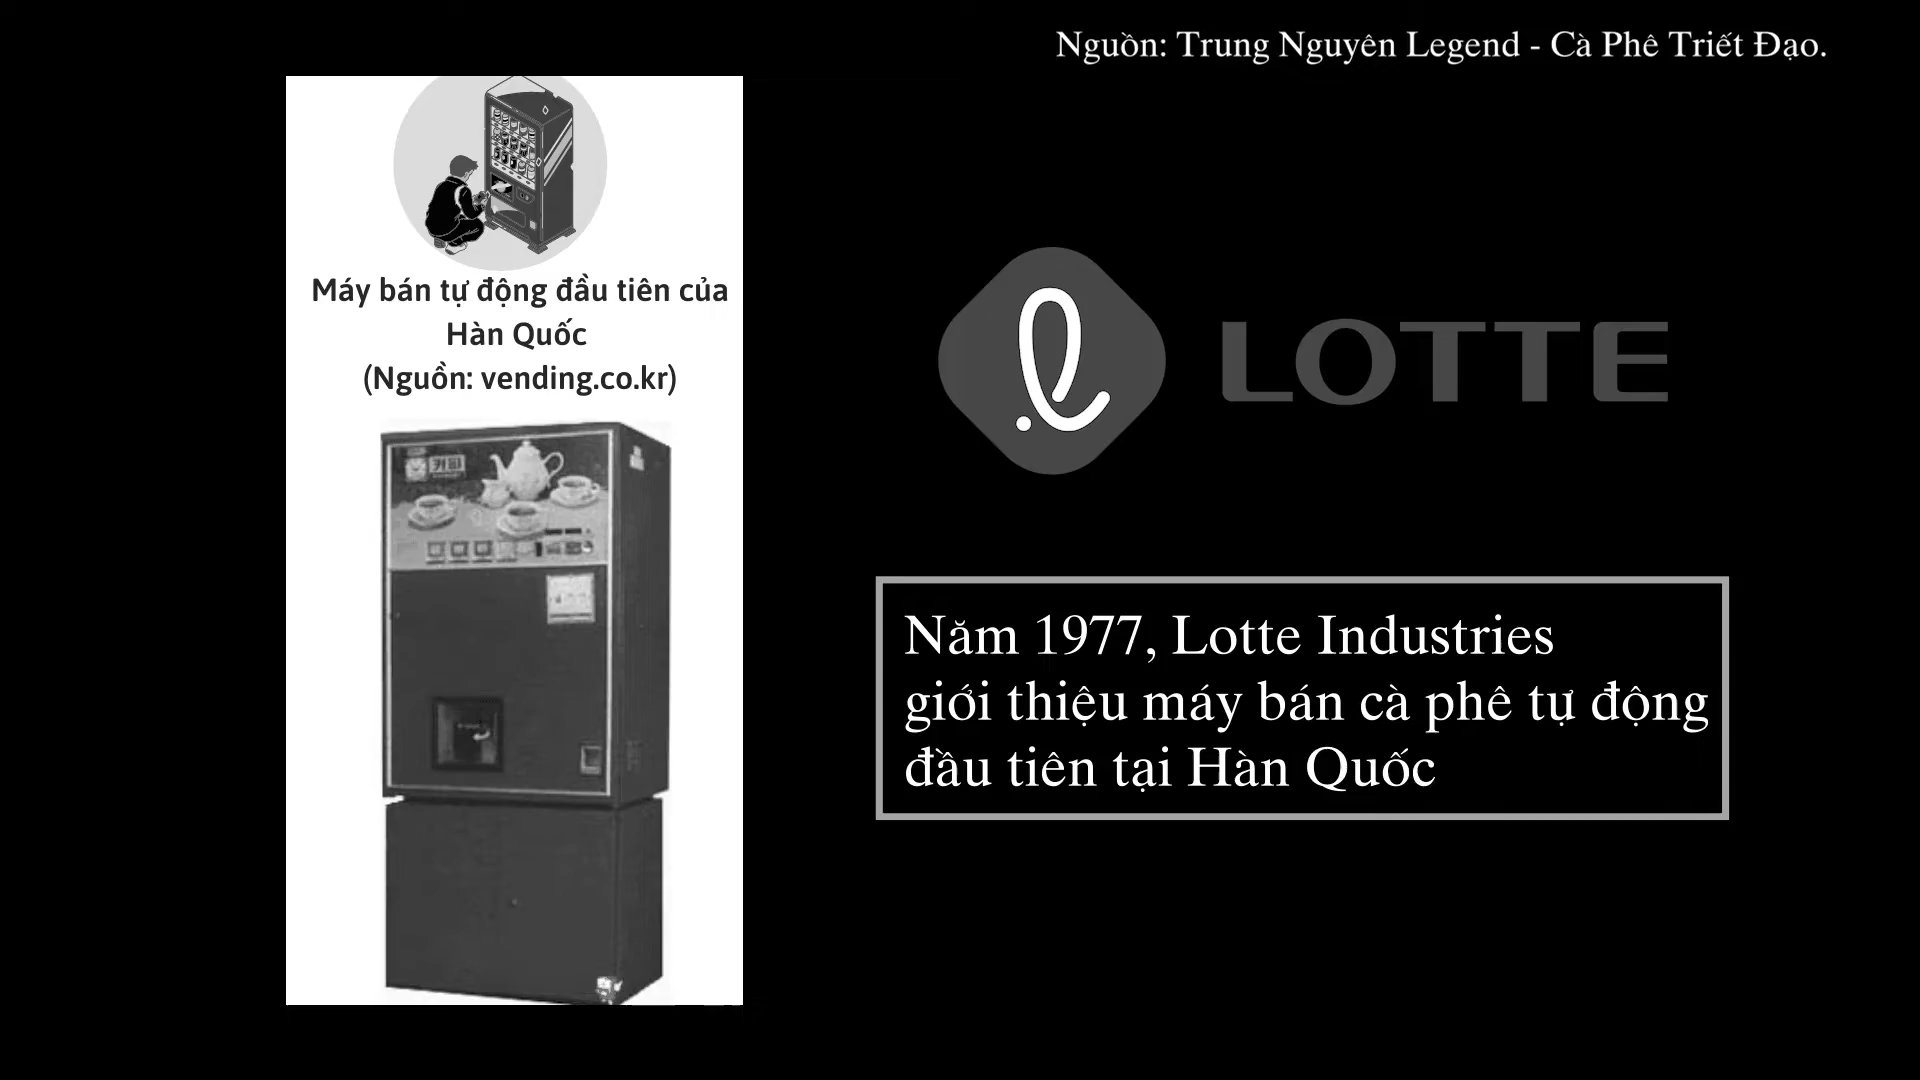 Nguồn: Trung Nguyên Legend - Cà Phê Triết Đạo.
Máy bán tự động đầu tiên của
Hàn Quốc
(Nguồn: vending.co.kr)
커피
LOTTE
Năm 1977, Lotte Industries
giới thiệu máy bán cà phê tự động
đầu tiên tại Hàn Quốc